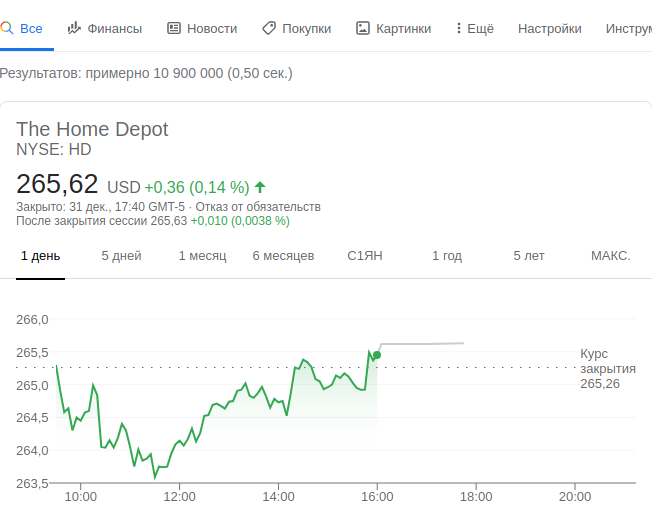 Все Финансы Новости Покупки Картинки Ещё Настройки Инструм
Результатов: примерно 10 900 000 (0,50 сек.)
The Home Depot
NYSE: HD
265,62 USD +0,36 (0,14 %)
Закрыто: 31 дек., 17:40 GMT-5 · Отказ от обязательств
После закрытия сессии 265,63 +0,010 (0,0038 %)
1 день 5 дней 1 месяц 6 месяцев С1ЯН 1 год 5 лет МАКС.
266,0
265,5
265,0
264,5
264,0
263,5
Курс
закрытия
265,26
10:00 12:00 14:00 16:00 18:00 20:00